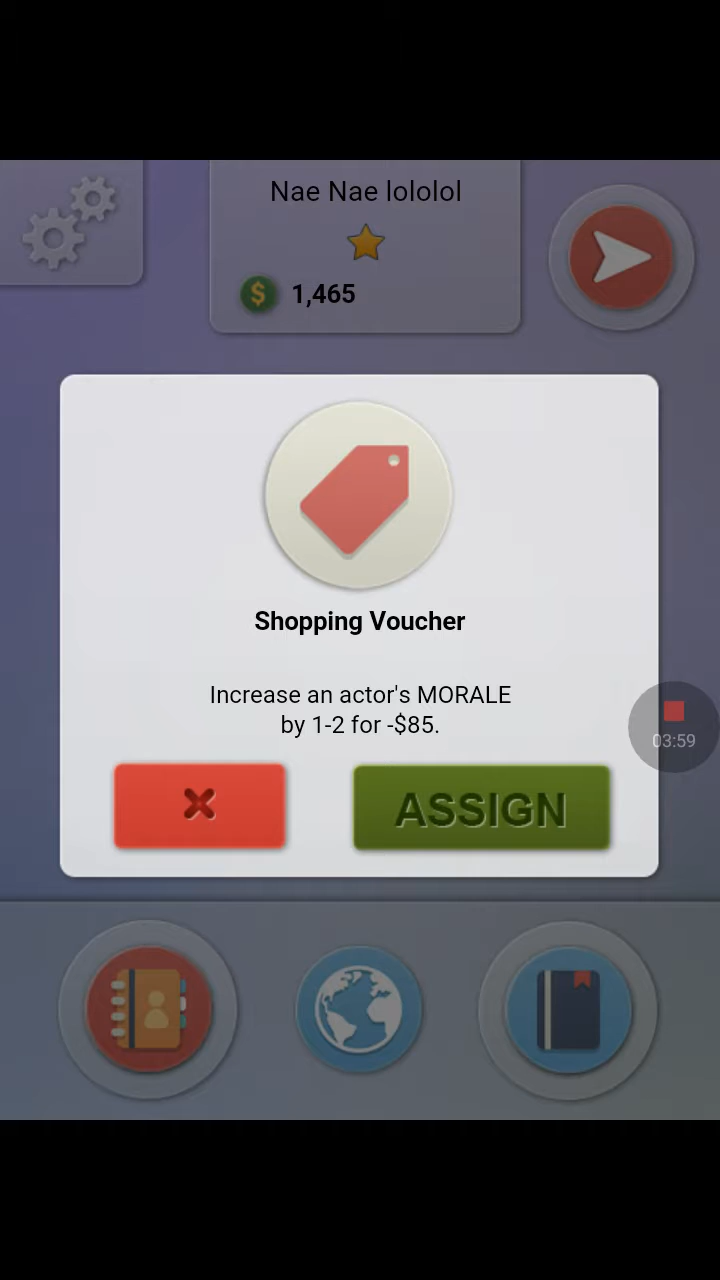 Nae Nae lololol
$ 1,465
Shopping Voucher
Increase an actor's MORALE
by 1-2 for -$85.
03:59
ASSIGN